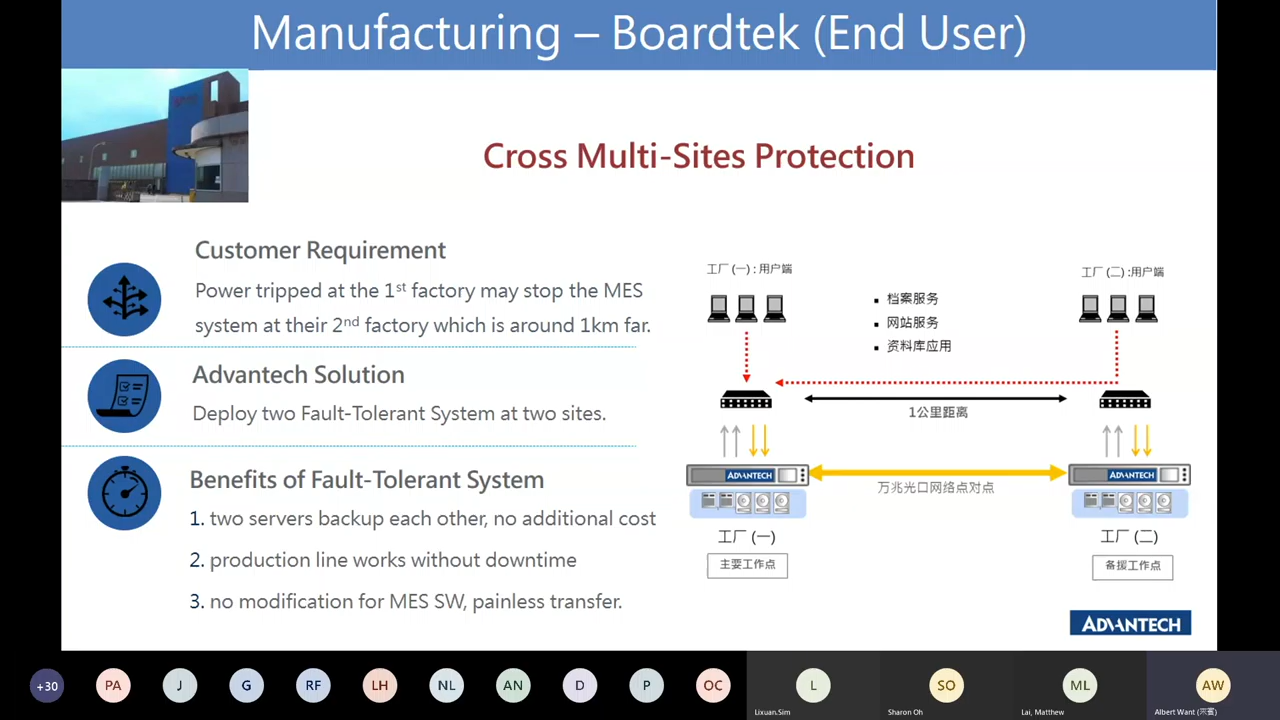 Manufacturing – Boardtek (End User)
Cross Multi-Sites Protection
Customer Requirement
Power tripped at the 1st factory may stop the MES
system at their 2nd factory which is around 1km far.
Advantech Solution
Deploy two Fault-Tolerant System at two sites.
Benefits of Fault-Tolerant System
1. two servers backup each other, no additional cost
2. production line works without downtime
3. no modification for MES SW, painless transfer.
工厂 (一) : 用户端
工厂 (二) :用户端
▪ 档案服务
▪ 网站服务
▪ 资料库应用
1公里距离
ADVANTECH
ADVANTECH
万兆光口网络点对点
工厂 (一)
工厂 (二)
主要工作点
备援工作点
ADVANTECH
+30
PA
J
G
RF
LH
NL
AN
D
P
OC
L
SO
ML
AW
Lixuan.Sim
Sharon Oh
Lai, Matthew
Albert Want